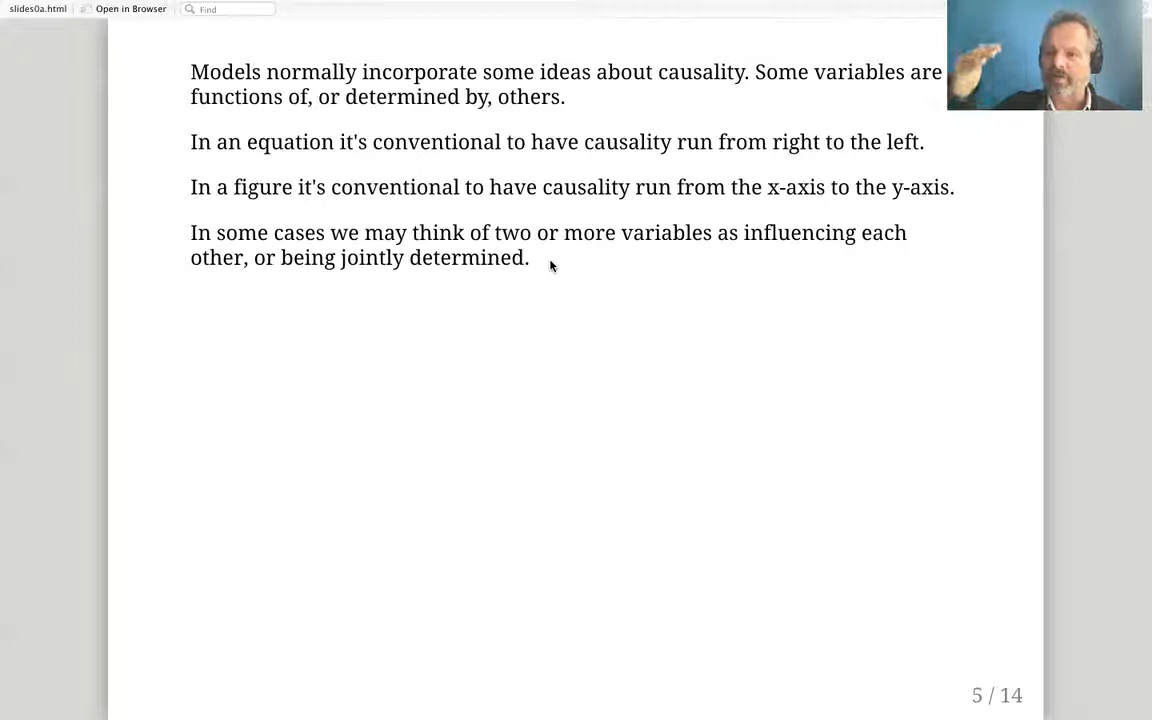 slides0a.html
Open in Browser
Find
Models normally incorporate some ideas about causality. Some variables are
functions of, or determined by, others.
In an equation it's conventional to have causality run from right to the left.
In a figure it's conventional to have causality run from the x-axis to the y-axis.
In some cases we may think of two or more variables as influencing each
other, or being jointly determined.
5 / 14